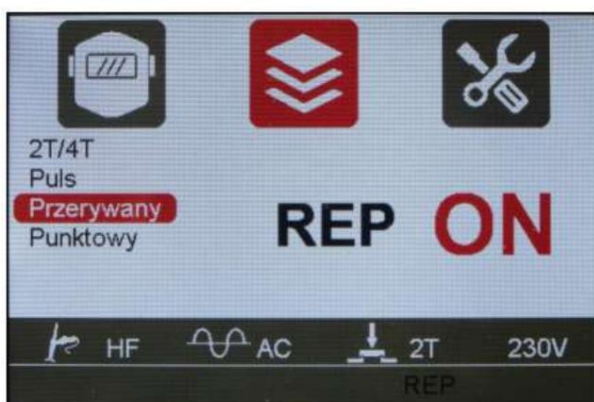 2T/4T
Puls
Przerywany
Punktowy
REP ON
HF AC 2T 230V
REP